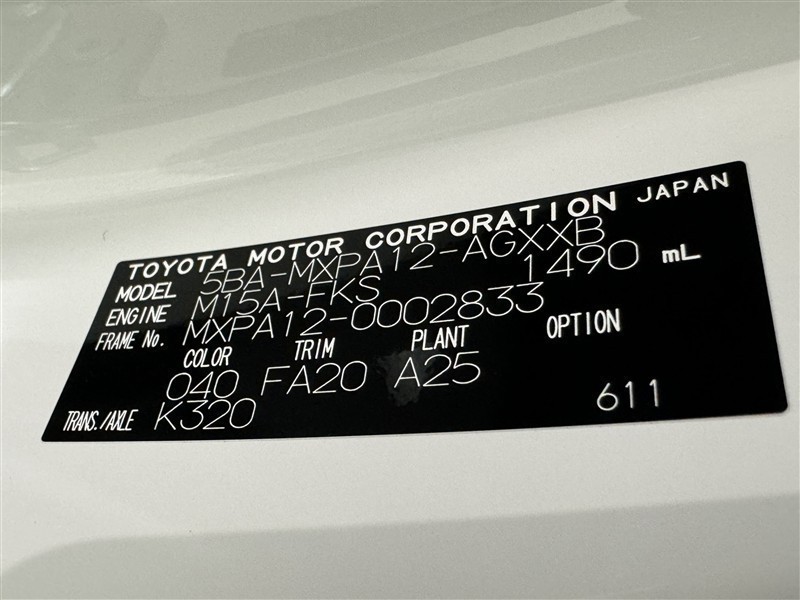 TOYOTA MOTOR CORPORATION JAPAN
MODEL 5BA-MXPA12-AGXXB
ENGINE M15A-FKS 1490 mL
FRAME No. MXPA12-0002833
COLOR TRIM PLANT OPTION
040 FA20 A25
TRANS./AXLE K320 611